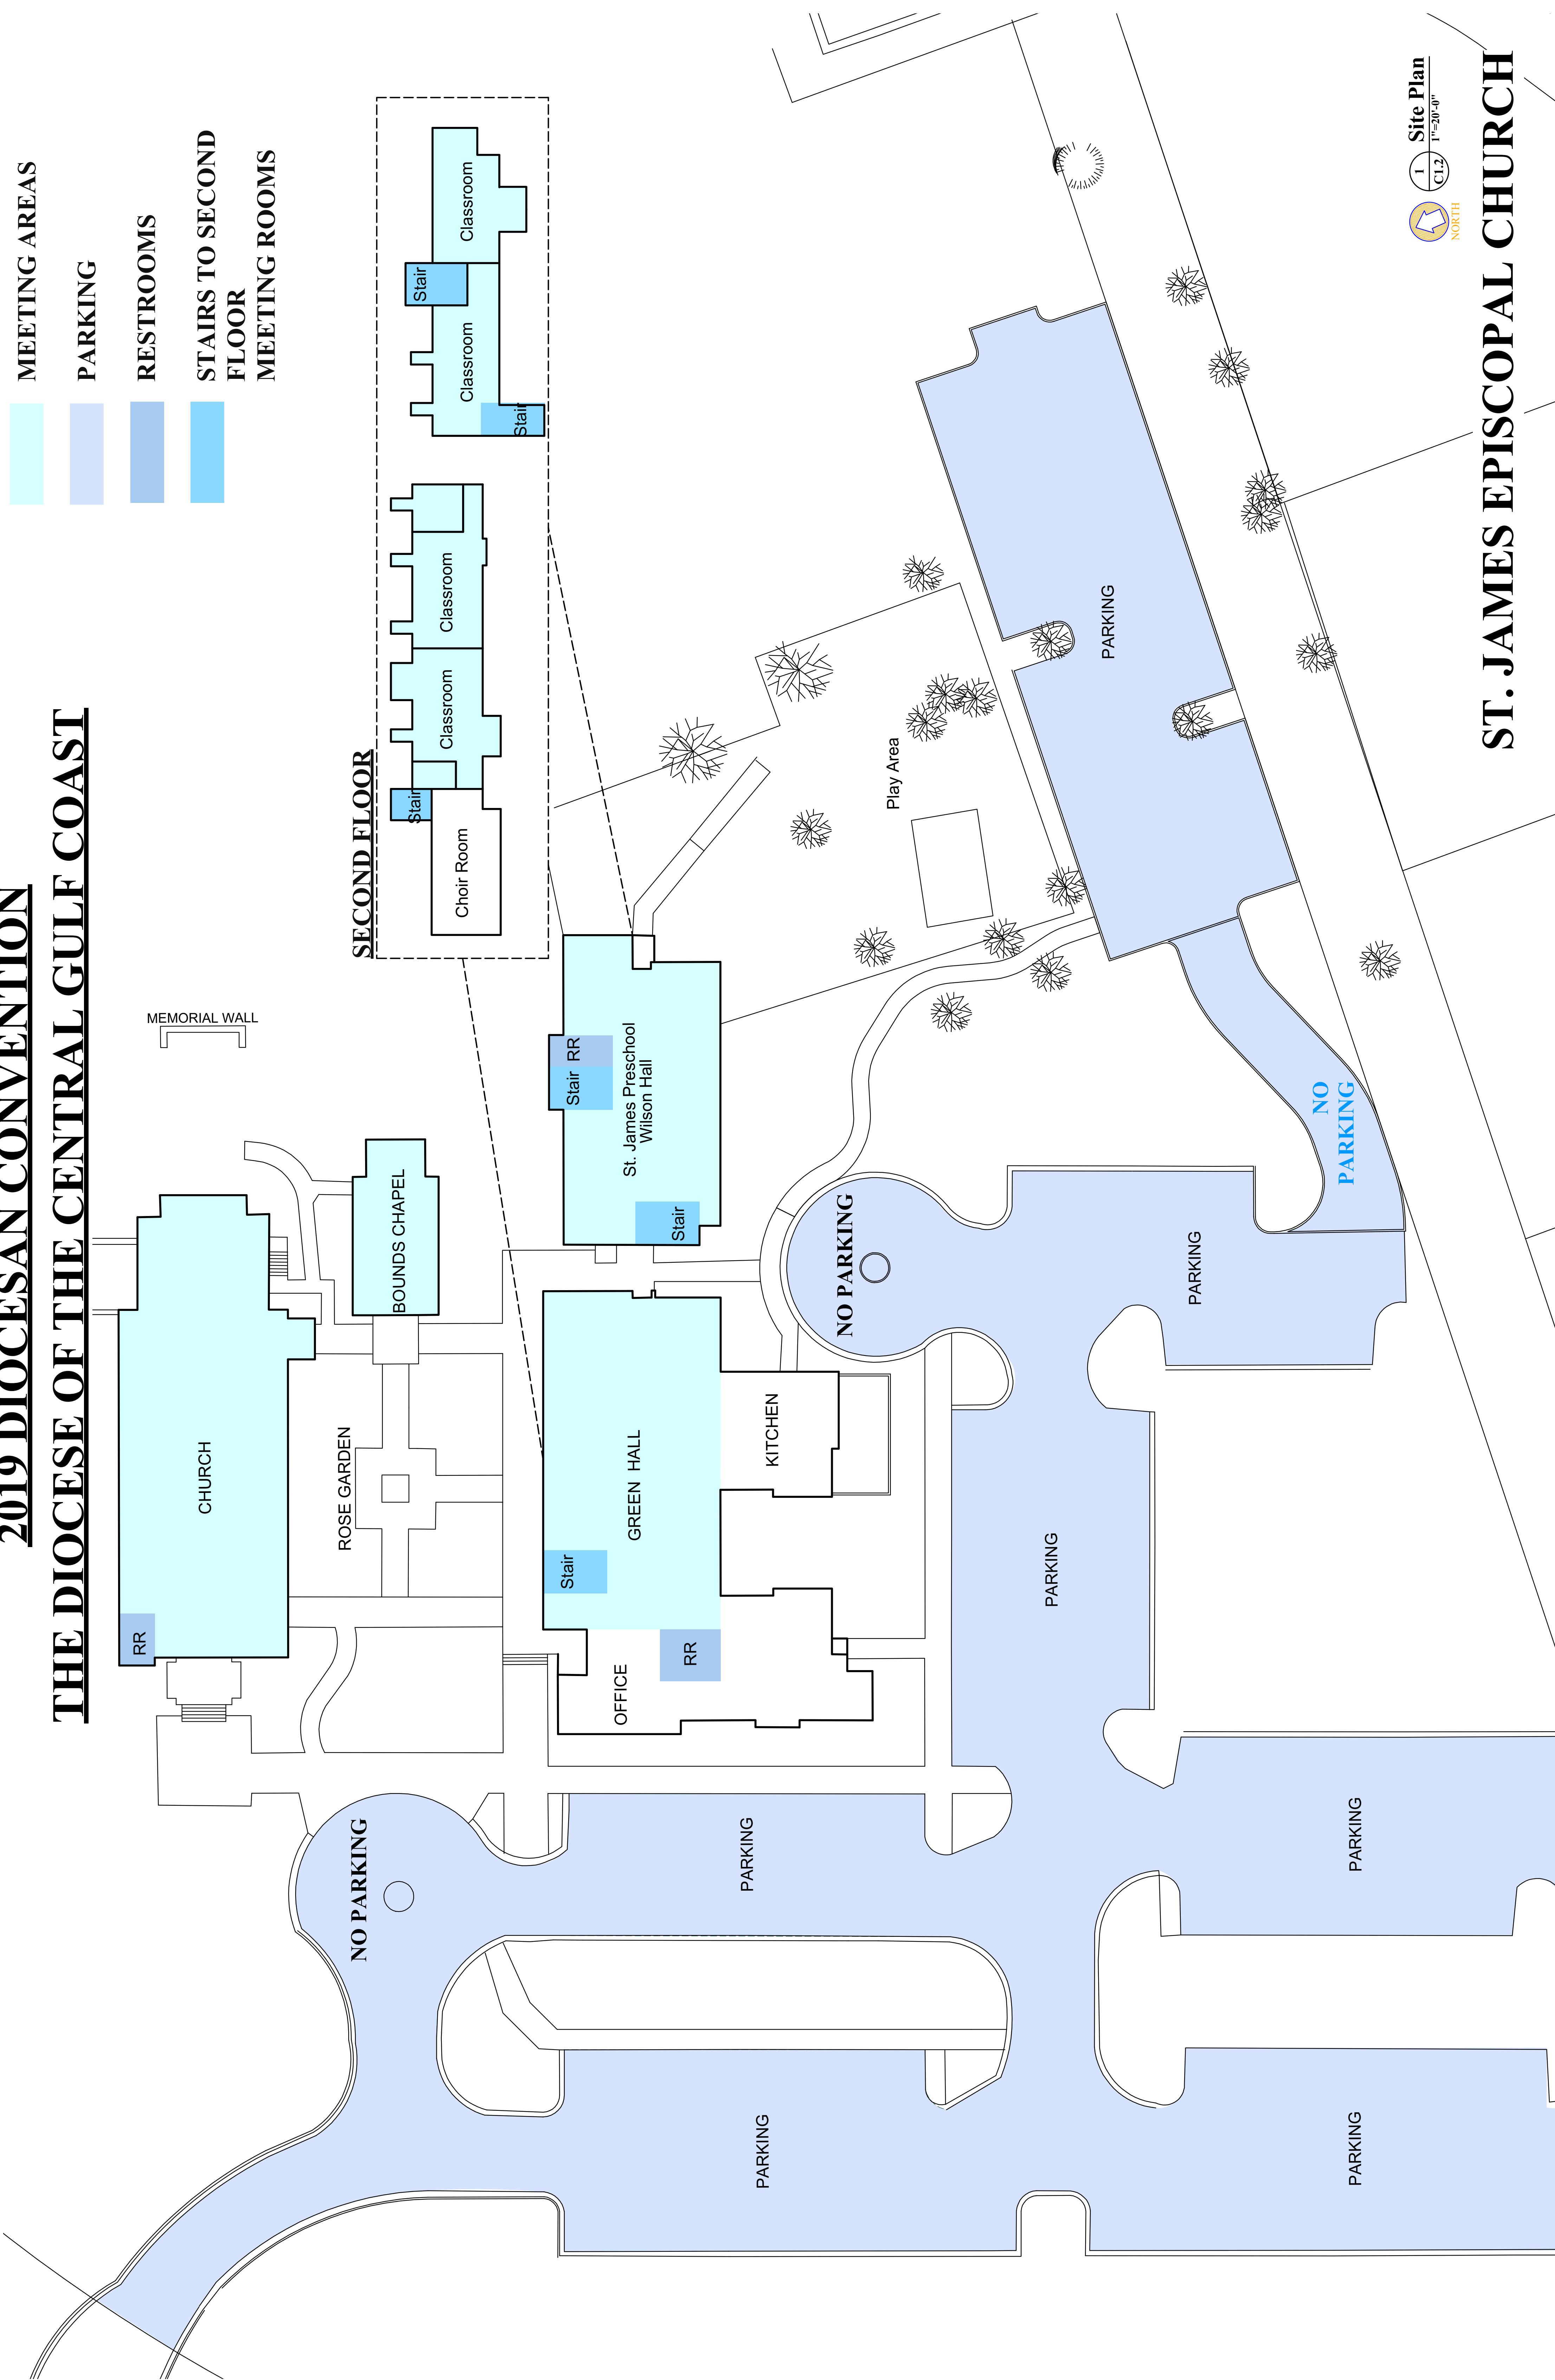 2019 DIOCESAN CONVENTION
THE DIOCESE OF THE CENTRAL GULF COAST
MEETING AREAS
PARKING
RESTROOMS
STAIRS TO SECOND
FLOOR
MEETING ROOMS
SECOND FLOOR
Choir Room
Stair
Classroom
Classroom
Stair
Classroom
Stair
Classroom
MEMORIAL WALL
RR
CHURCH
BOUNDS CHAPEL
ROSE GARDEN
OFFICE
RR
Stair
GREEN HALL
KITCHEN
Stair
St. James Preschool
Wilson Hall
Stair
RR
Play Area
NO PARKING
NO PARKING
PARKING
PARKING
PARKING
PARKING
PARKING
PARKING
NO
PARKING
PARKING
NORTH
1
C1.2
Site Plan
1"=20'-0"
ST. JAMES EPISCOPAL CHURCH